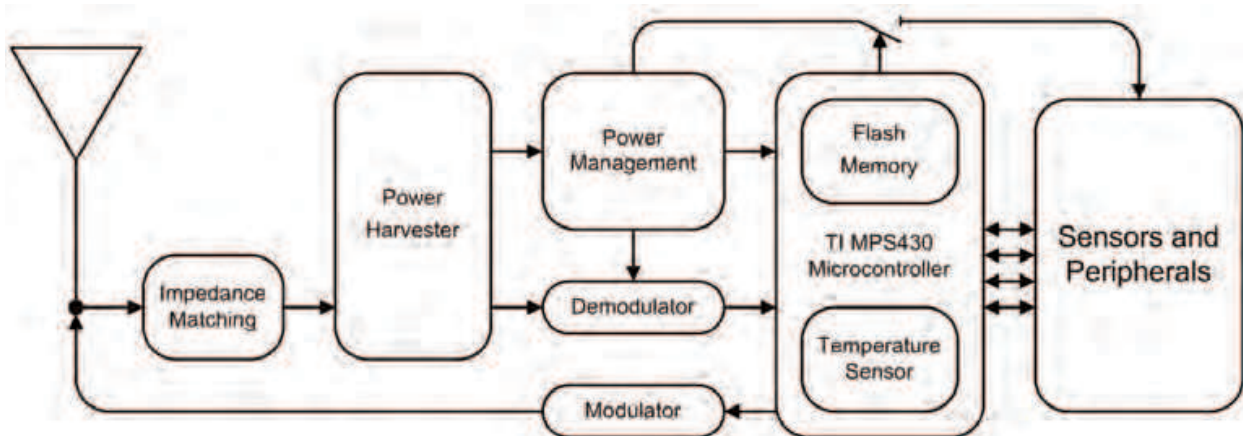 Power
Harvester
Impedance
Matching
Power
Management
Demodulator
Modulator
Flash
Memory
TI MPS430
Microcontroller
Temperature
Sensor
Sensors and
Peripherals